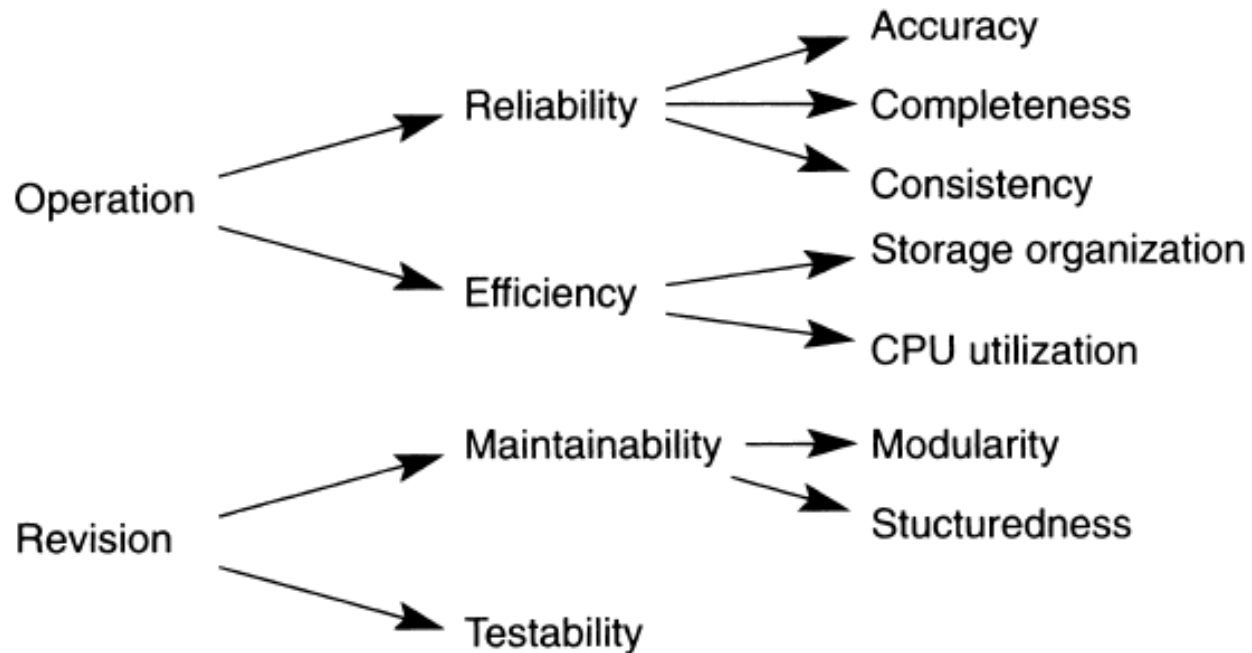 Operation
Reliability
Accuracy
Completeness
Consistency
Efficiency
Storage organization
CPU utilization
Revision
Maintainability
Modularity
Stucturedness
Testability